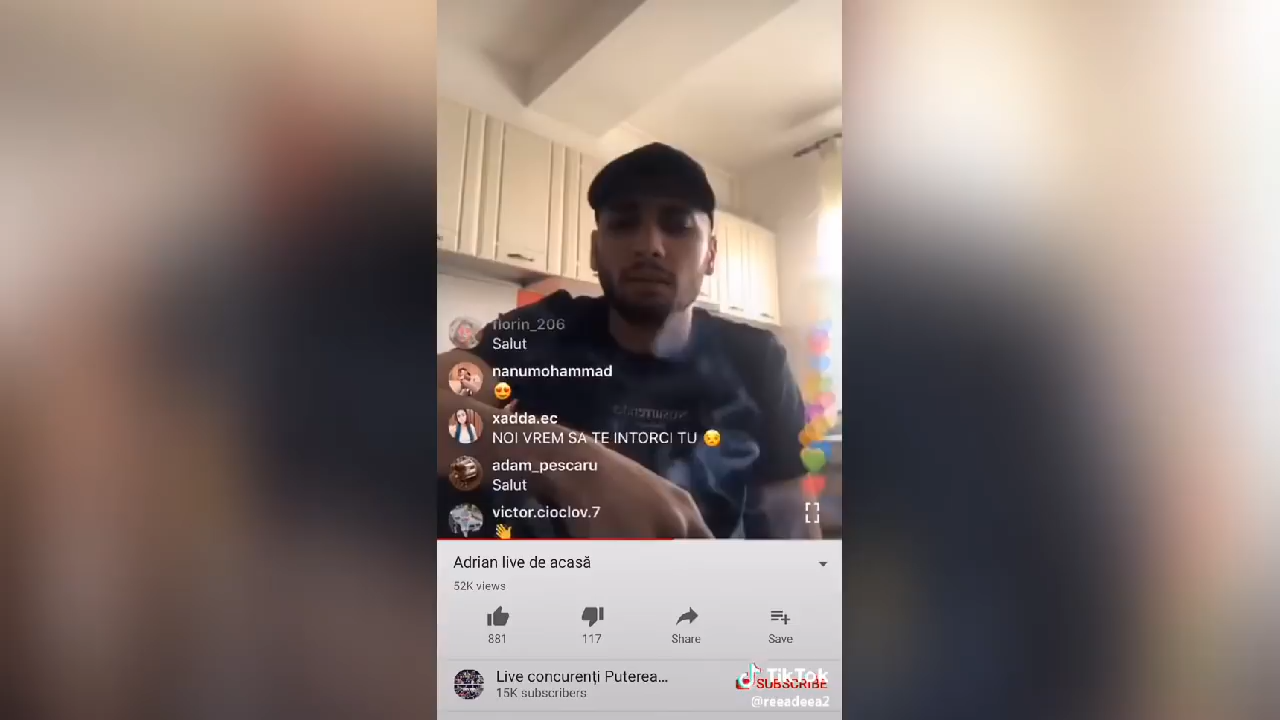 florin_206
Salut
nanumohammad
😍
xadda.ec
NOI VREM SA TE INTORCI TU 😣
adam_pescaru
Salut
victor.cioclov.7
👋
Adrian live de acasă
52K views
881
117
Share
Save
Live concurenți Puterea...
15K subscribers
SUBSCRIBE
TikTok
@reeadeea2